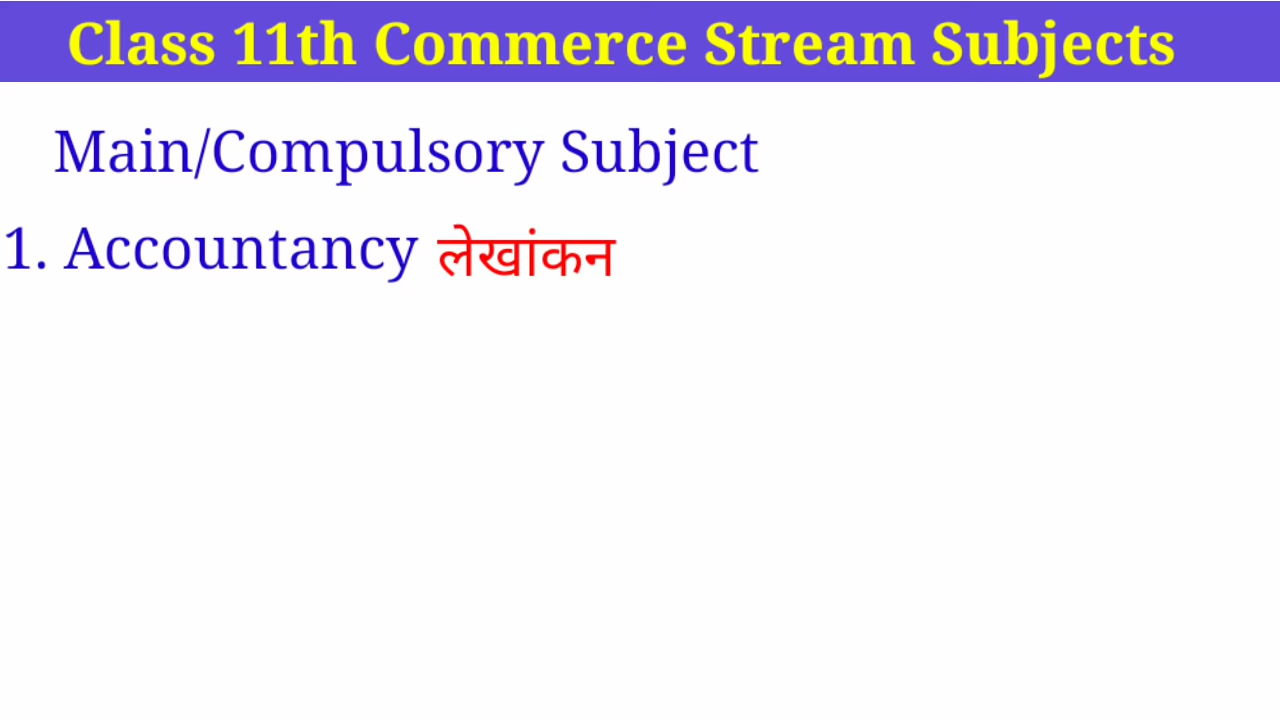 Class 11th Commerce Stream Subjects
Main/Compulsory Subject
1. Accountancy लेखांकन